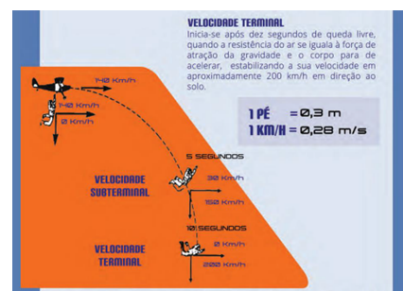 VELOCIDADE TERMINAL
Inicia-se após dez segundos de queda livre,
quando a resistência do ar se iguala à força de
atração da gravidade e o corpo para de
acelerar, estabilizando a sua velocidade em
aproximadamente 200 km/h em direção ao
solo.
1 PÉ = 0,3 m
1 KM/H = 0,28 m/s
140 Km/h
140 Km/h
0 Km/h
5 SEGUNDOS
30 Km/h
150 Km/h
VELOCIDADE
SUBTERMINAL
10 SEGUNDOS
0 Km/h
200 Km/h
VELOCIDADE
TERMINAL